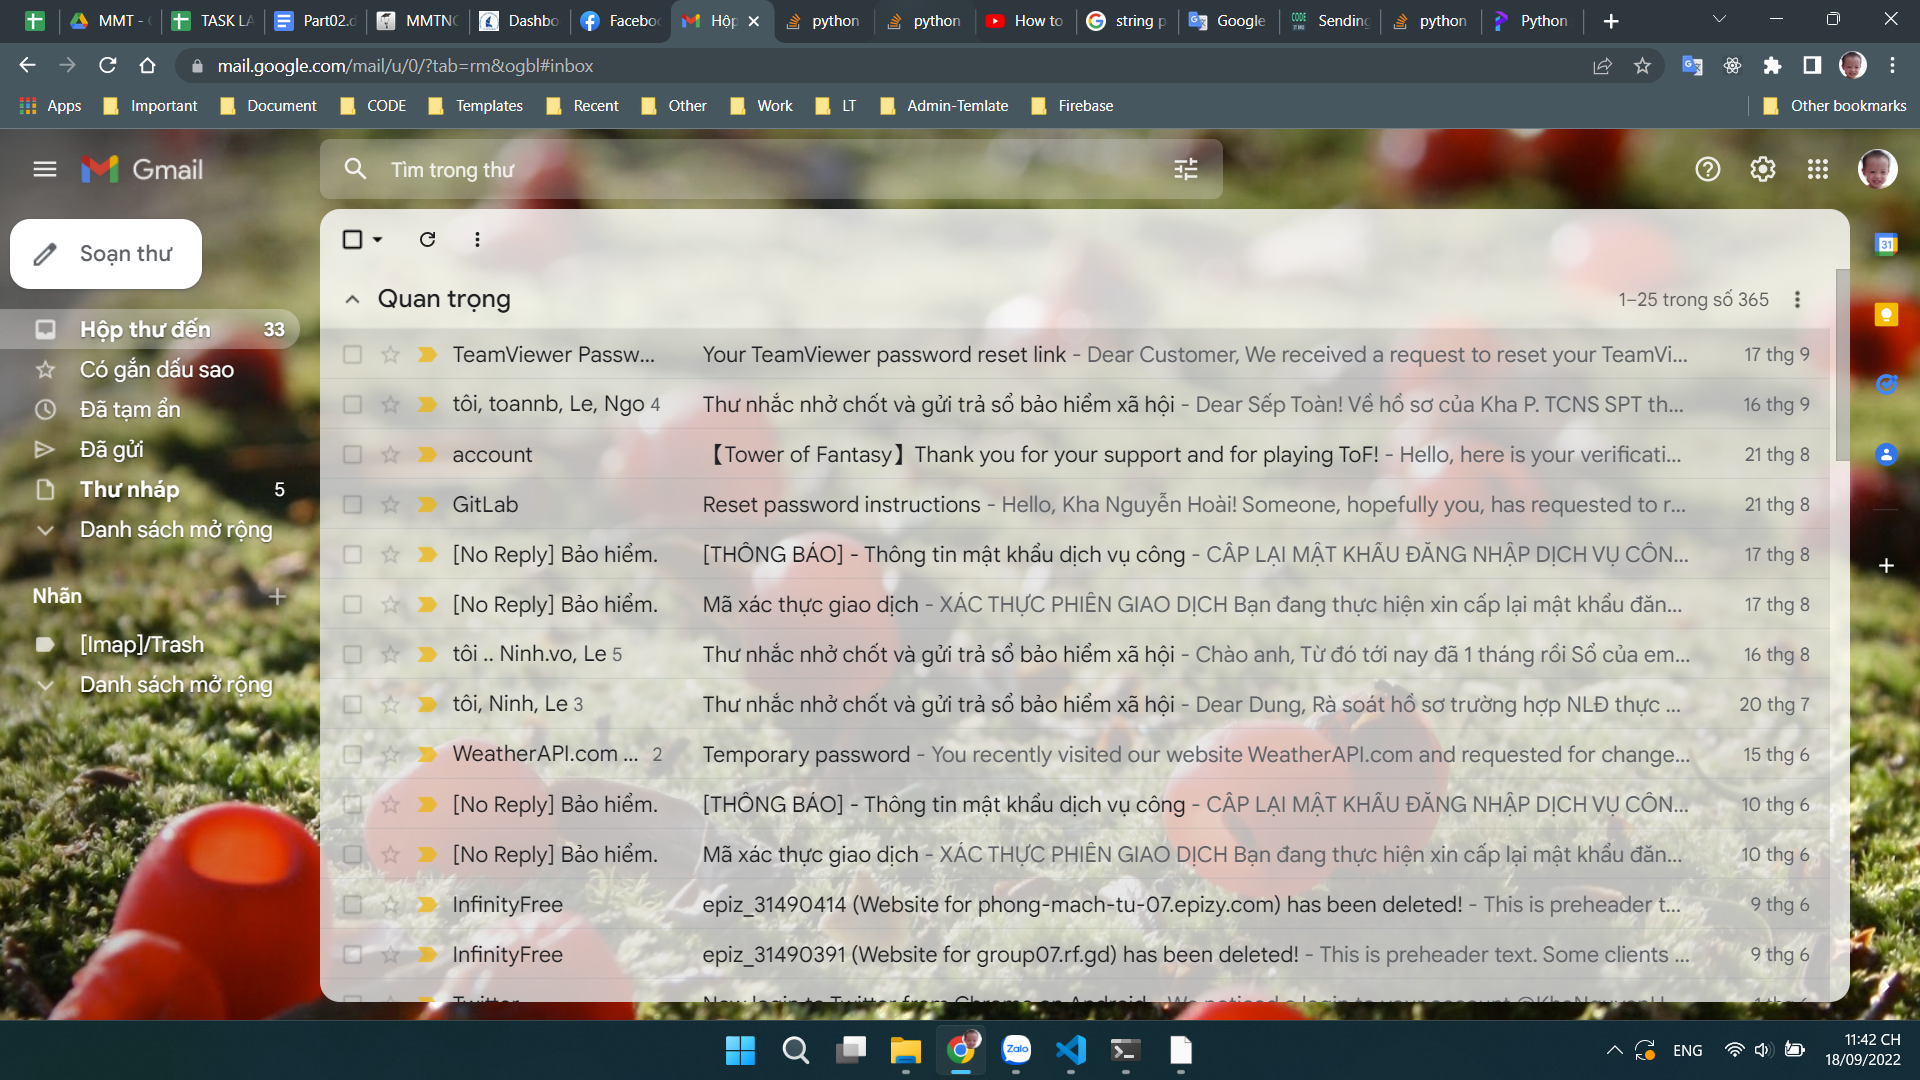 MMT - 
TASK LA
Part02.d
MMTNC
Dashbo
Faceboo
Hộp
python
python
How to
string p
Google
Sending
python
Python
mail.google.com/mail/u/0/?tab=rm&ogbl#inbox
Apps
Important
Document
CODE
Templates
Recent
Other
Work
LT
Admin-Temlate
Firebase
Other bookmarks
Gmail
Tìm trong thư
Soạn thư
Hộp thư đến 33
Có gắn dấu sao
Đã tạm ẩn
Đã gửi
Thư nháp 5
Danh sách mở rộng
Nhãn
[Imap]/Trash
Danh sách mở rộng
Quan trọng
1–25 trong số 365
TeamViewer Passw... Your TeamViewer password reset link - Dear Customer, We received a request to reset your TeamVi... 17 thg 9
tôi, toannb, Le, Ngo 4 Thư nhắc nhở chốt và gửi trả sổ bảo hiểm xã hội - Dear Sếp Toàn! Về hồ sơ của Kha P. TCNS SPT th... 16 thg 9
account 【Tower of Fantasy】Thank you for your support and for playing ToF! - Hello, here is your verificati... 21 thg 8
GitLab Reset password instructions - Hello, Kha Nguyễn Hoài! Someone, hopefully you, has requested to r... 21 thg 8
[No Reply] Bảo hiểm. [THÔNG BÁO] - Thông tin mật khẩu dịch vụ công - CẤP LẠI MẬT KHẨU ĐĂNG NHẬP DỊCH VỤ CÔN... 17 thg 8
[No Reply] Bảo hiểm. Mã xác thực giao dịch - XÁC THỰC PHIÊN GIAO DỊCH Bạn đang thực hiện xin cấp lại mật khẩu đăn... 17 thg 8
tôi .. Ninh.vo, Le 5 Thư nhắc nhở chốt và gửi trả sổ bảo hiểm xã hội - Chào anh, Từ đó tới nay đã 1 tháng rồi Sổ của em... 16 thg 8
tôi, Ninh, Le 3 Thư nhắc nhở chốt và gửi trả sổ bảo hiểm xã hội - Dear Dung, Rà soát hồ sơ trường hợp NLĐ thực ... 20 thg 7
WeatherAPI.com ... 2 Temporary password - You recently visited our website WeatherAPI.com and requested for change... 15 thg 6
[No Reply] Bảo hiểm. [THÔNG BÁO] - Thông tin mật khẩu dịch vụ công - CẤP LẠI MẬT KHẨU ĐĂNG NHẬP DỊCH VỤ CÔN... 10 thg 6
[No Reply] Bảo hiểm. Mã xác thực giao dịch - XÁC THỰC PHIÊN GIAO DỊCH Bạn đang thực hiện xin cấp lại mật khẩu đăn... 10 thg 6
InfinityFree epiz_31490414 (Website for phong-mach-tu-07.epizy.com) has been deleted! - This is preheader t... 9 thg 6
InfinityFree epiz_31490391 (Website for group07.rf.gd) has been deleted! - This is preheader text. Some clients ... 9 thg 6
Twitter New login to Twitter from Chrome on Android - We noticed a login to your account
31
Zalo
ENG
11:42 CH
18/09/2022